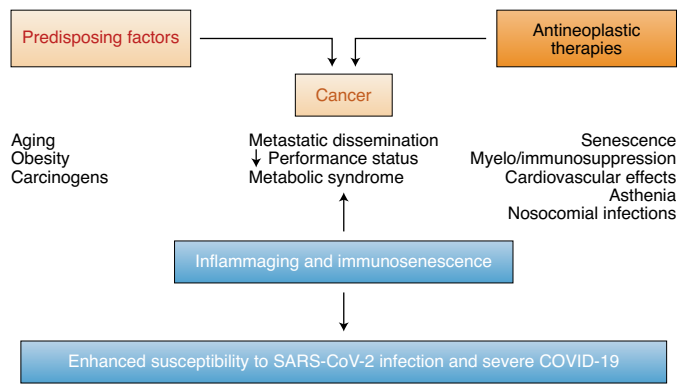 Predisposing factors
Antineoplastic
therapies
Cancer
Aging
Obesity
Carcinogens
Metastatic dissemination
↓ Performance status
Metabolic syndrome
Senescence
Myelo/immunosuppression
Cardiovascular effects
Asthenia
Nosocomial infections
Inflammaging and immunosenescence
Enhanced susceptibility to SARS-CoV-2 infection and severe COVID-19